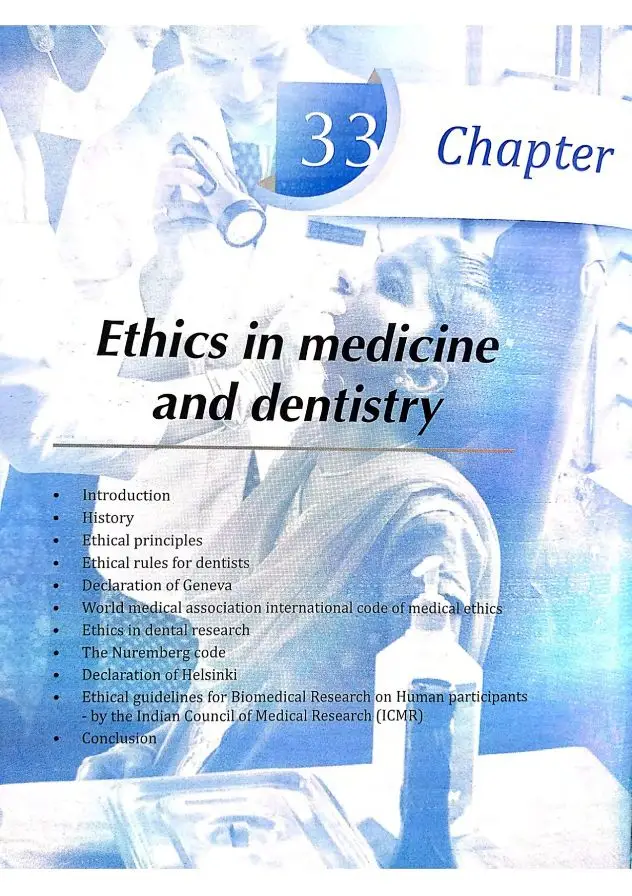 33
Chapter
Ethics in medicine
and dentistry
• Introduction
• History
• Ethical principles
• Ethical rules for dentists
• Declaration of Geneva
• World medical association international code of medical ethics
• Ethics in dental research
• The Nuremberg code
• Declaration of Helsinki
• Ethical guidelines for Biomedical Research on Human participants
- by the Indian Council of Medical Research (ICMR)
• Conclusion